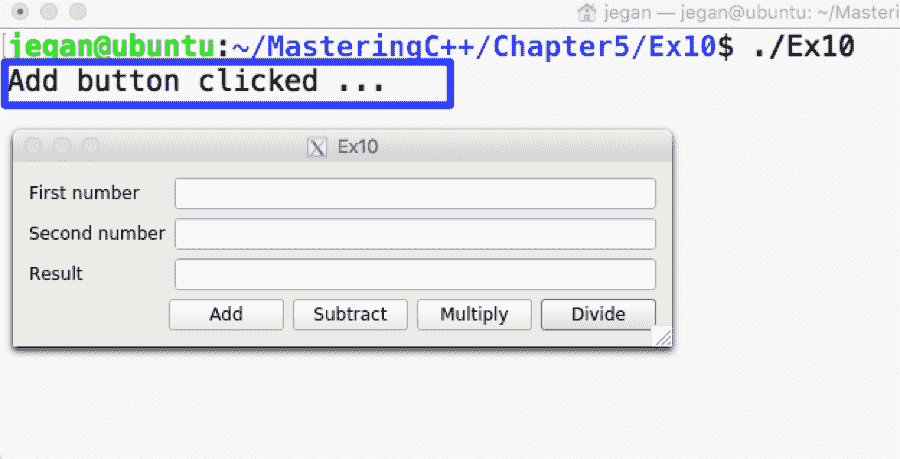 jegan — jegan@ubuntu: ~/Masteri
jegan@ubuntu:~/MasteringC++/Chapter5/Ex10$ ./Ex10
Add button clicked ...
X Ex10
First number
Second number
Result
Add Subtract Multiply Divide